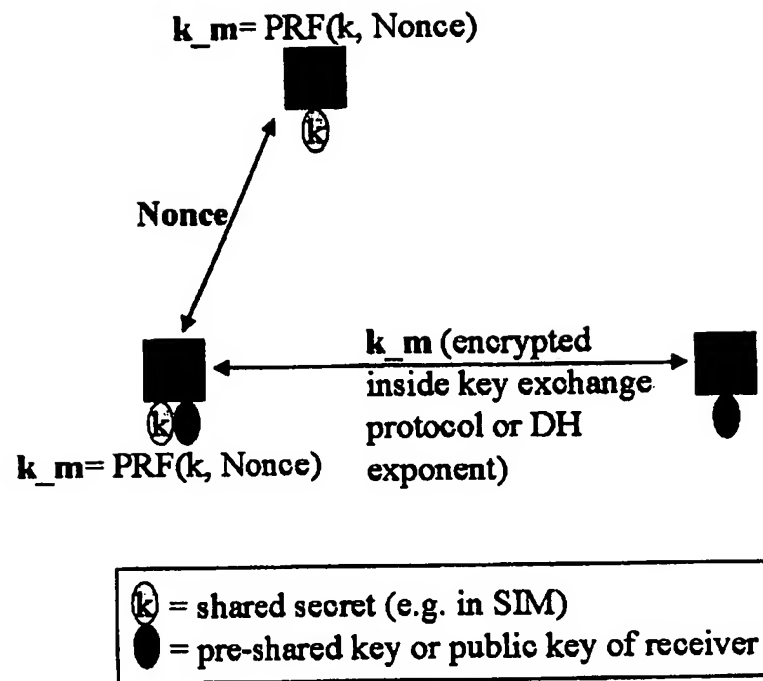 k_m= PRF(k, Nonce)
k
Nonce
k_m (encrypted
inside key exchange
protocol or DH
exponent)
k
k_m= PRF(k, Nonce)
k = shared secret (e.g. in SIM)
= pre-shared key or public key of receiver